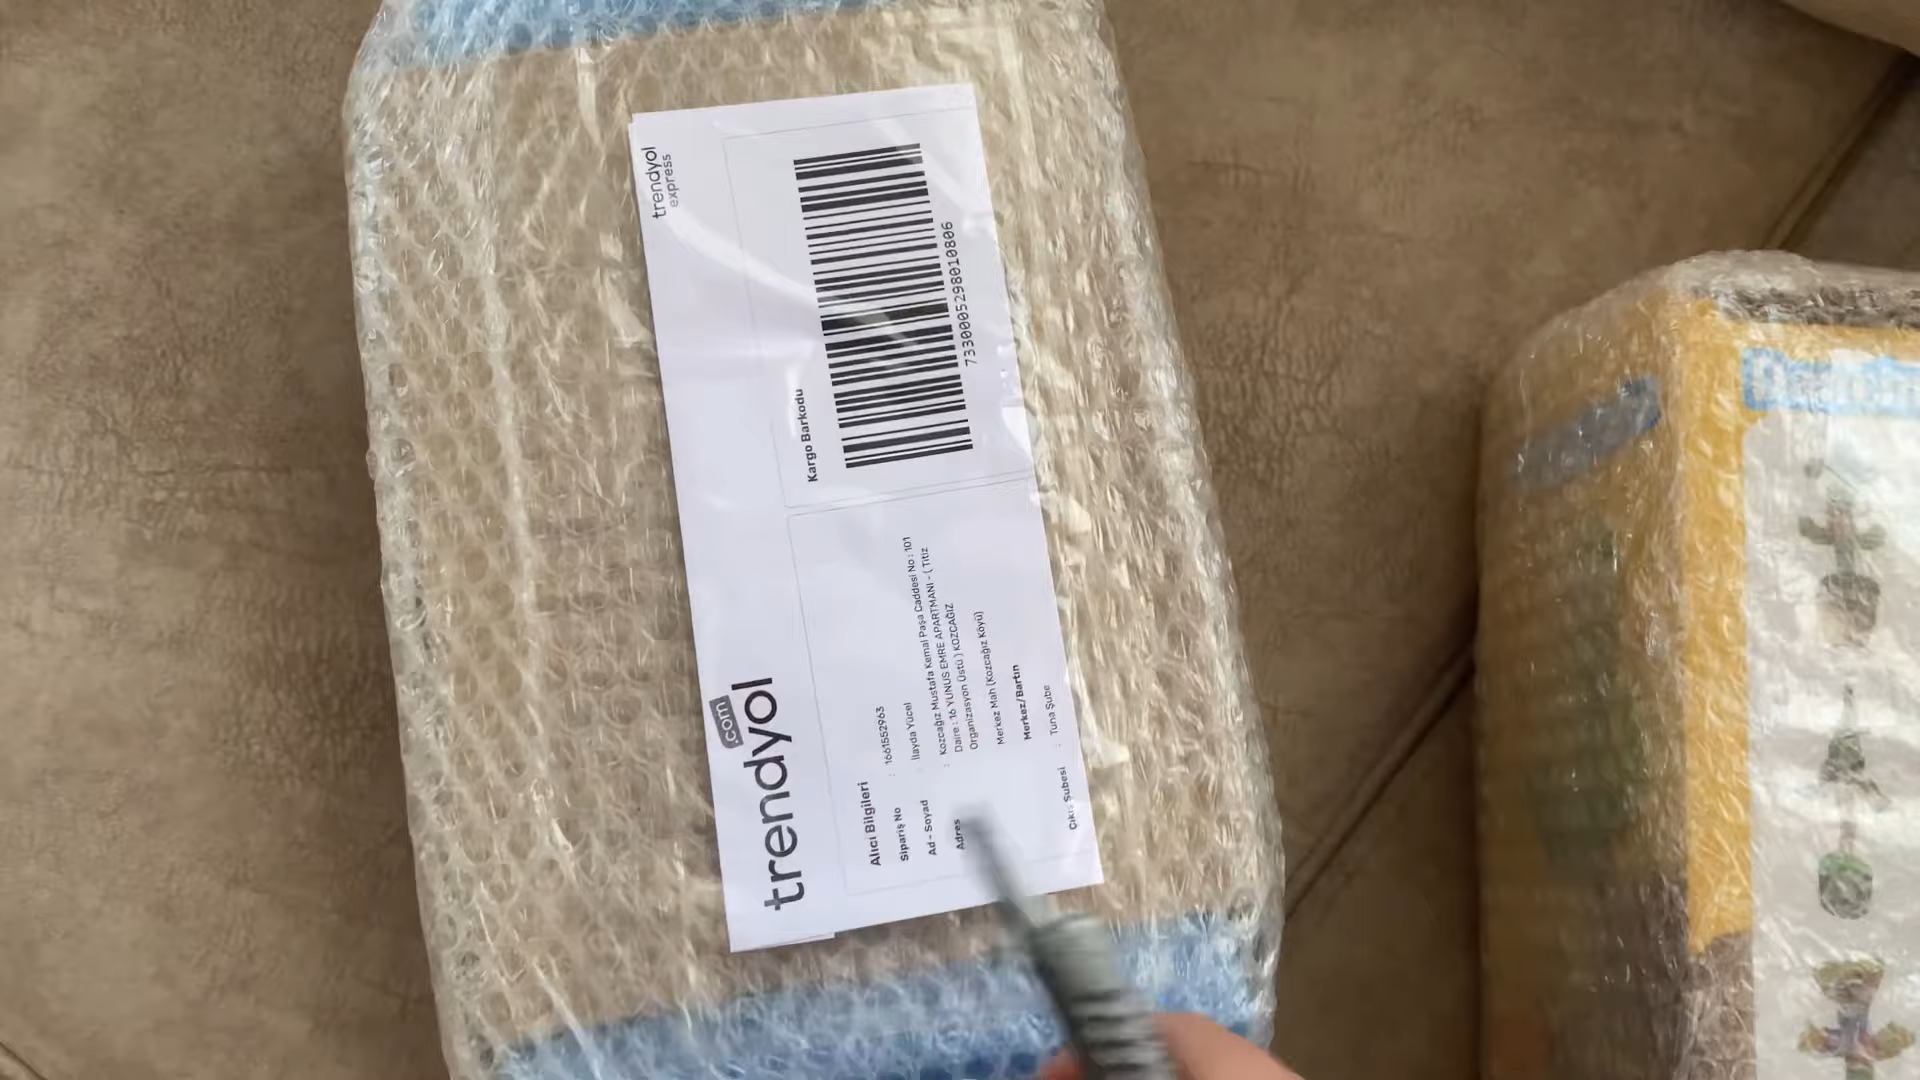 trendyol
.com
trendyol
express
Kargo Barkodu
7330005298010806
Alıcı Bilgileri
Sipariş No : 1661552963
Ad - Soyad : İlayda Yücel
Adres : Kozcağız Mustafa Kemal Paşa Caddesi No : 101
Daire : 16 YUNUS EMRE APARTMANI - ( Titiz
Organizasyon Üstü ) KOZCAĞIZ
Merkez Mah (Kozcağız Köyü)
Merkez/Bartın
Çıkış Şubesi : Tuna Şube